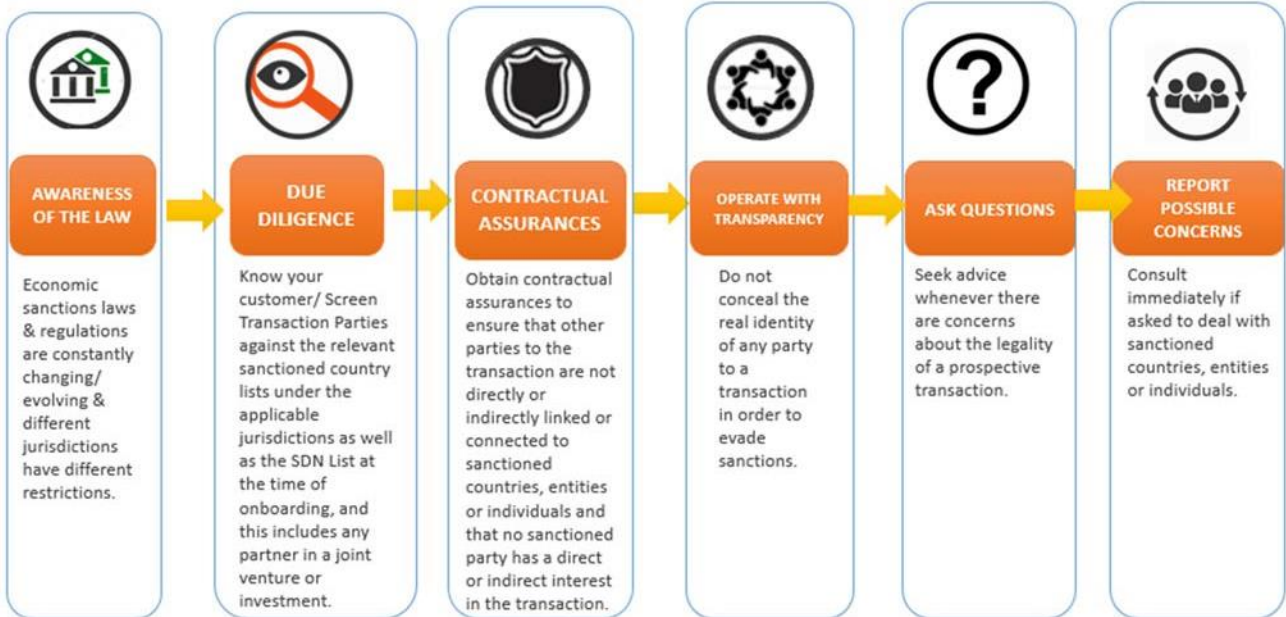 AWARENESS
OF THE LAW
Economic
sanctions laws
& regulations
are constantly
changing/
evolving &
different
jurisdictions
have different
restrictions.
DUE
DILIGENCE
Know your
customer/ Screen
Transaction Parties
against the relevant
sanctioned country
lists under the
applicable
jurisdictions as well
as the SDN List at
the time of
onboarding, and
this includes any
partner in a joint
venture or
investment.
CONTRACTUAL
ASSURANCES
Obtain contractual
assurances to
ensure that other
parties to the
transaction are not
directly or
indirectly linked or
connected to
sanctioned
countries, entities
or individuals and
that no sanctioned
party has a direct
or indirect interest
in the transaction.
OPERATE WITH
TRANSPARENCY
Do not
conceal the
real identity
of any party
to a
transaction
in order to
evade
sanctions.
?
ASK QUESTIONS
Seek advice
whenever there
are concerns
about the legality
of a prospective
transaction.
REPORT
POSSIBLE
CONCERNS
Consult
immediately if
asked to deal with
sanctioned
countries, entities
or individuals.